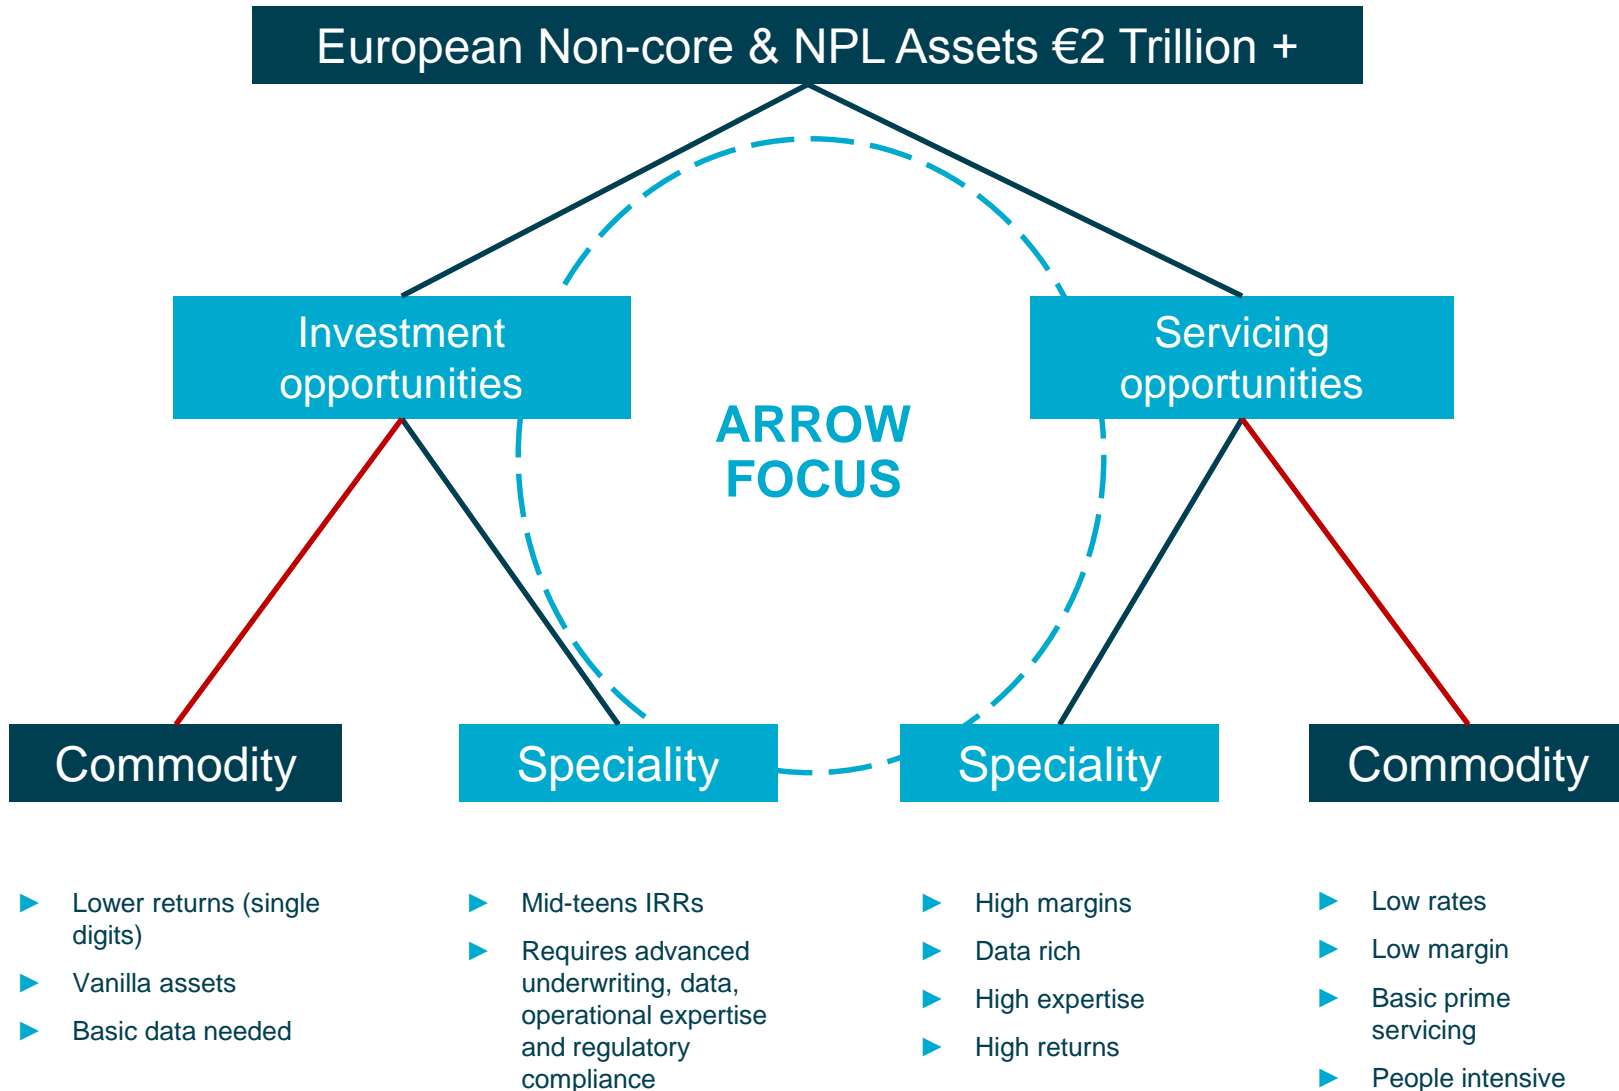 European Non-core & NPL Assets €2 Trillion +
Investment
opportunities
Servicing
opportunities
ARROW
FOCUS
Commodity
Speciality
Speciality
Commodity
► Lower returns (single
digits)
► Vanilla assets
► Basic data needed
► Mid-teens IRRs
► Requires advanced
underwriting, data,
operational expertise
and regulatory
compliance
► High margins
► Data rich
► High expertise
► High returns
► Low rates
► Low margin
► Basic prime
servicing
► People intensive